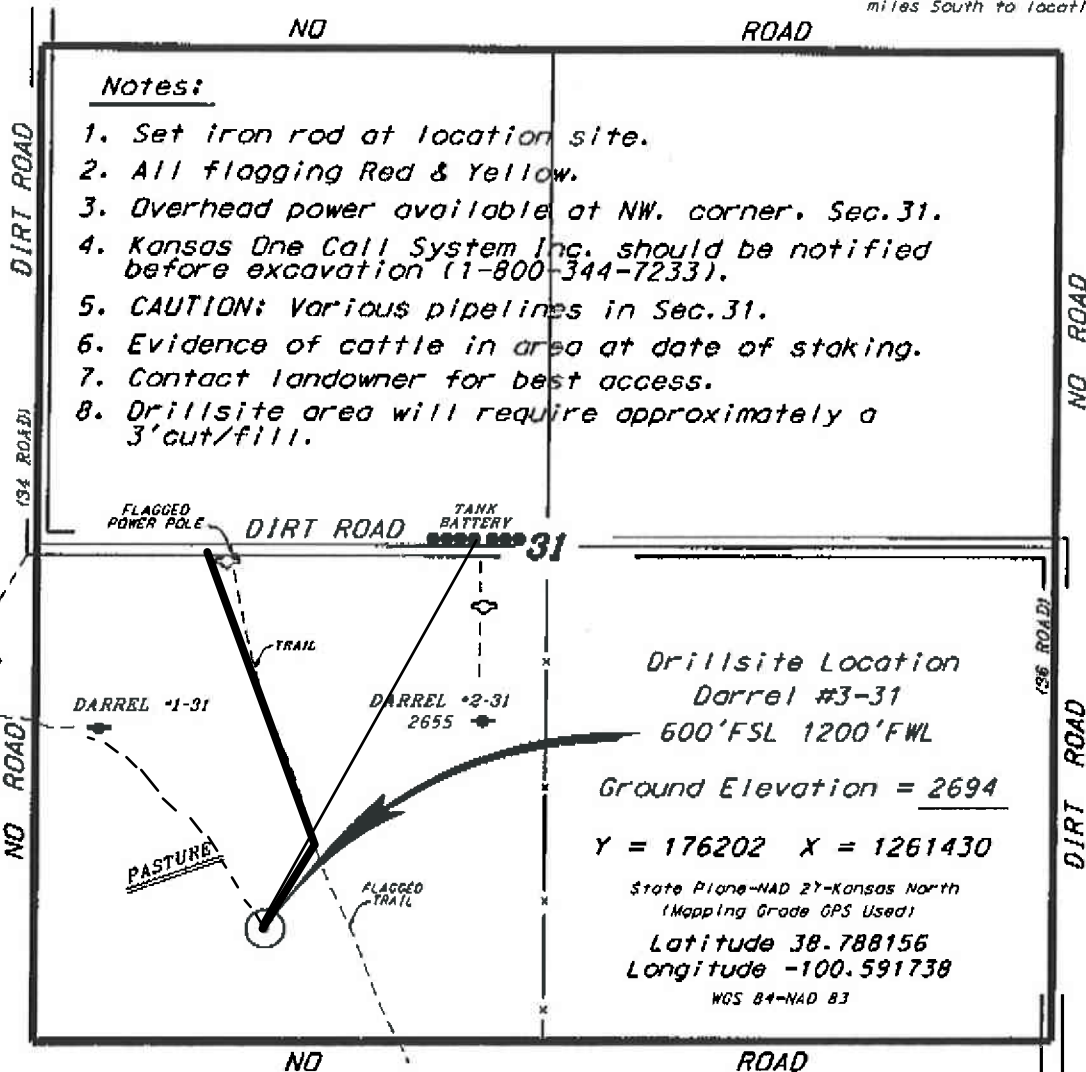 miles South to locati
NO ROAD
Notes:
1. Set iron rod at location site.
2. All flagging Red & Yellow.
3. Overhead power available at NW. corner. Sec.31.
4. Kansas One Call System Inc. should be notified
before excavation (1-800-344-7233).
5. CAUTION: Various pipelines in Sec.31.
6. Evidence of cattle in area at date of staking.
7. Contact landowner for best access.
8. Drillsite area will require approximately a
3'cut/fill.
DIRT ROAD
(34 ROAD)
NO ROAD
FLAGGED
POWER POLE
DIRT ROAD
TANK
BATTERY
31
TRAIL
DARREL #1-31
DARREL #2-31
2655
(36 ROAD)
Drillsite Location
Darrel #3-31
600'FSL 1200'FWL
Ground Elevation = 2694
Y = 176202 X = 1261430
State Plane-NAD 27-Kansas North
(Mapping Grade GPS Used)
Latitude 38.788156
Longitude -100.591738
WGS 84-NAD 83
NO ROAD
PASTURE
FLAGGED
TRAIL
DIRT ROAD
NO ROAD